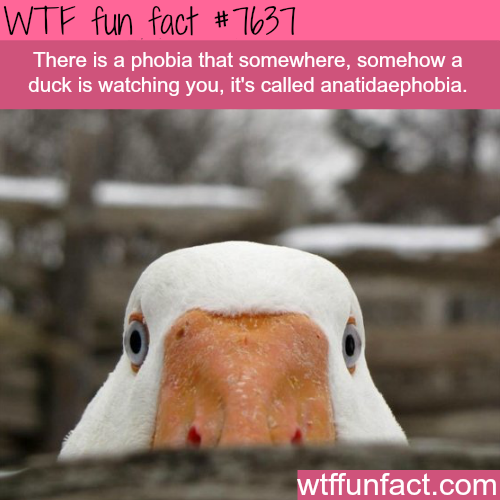 WTF fun fact #7637
There is a phobia that somewhere, somehow a
duck is watching you, it's called anatidaephobia.
wtffunfact.com